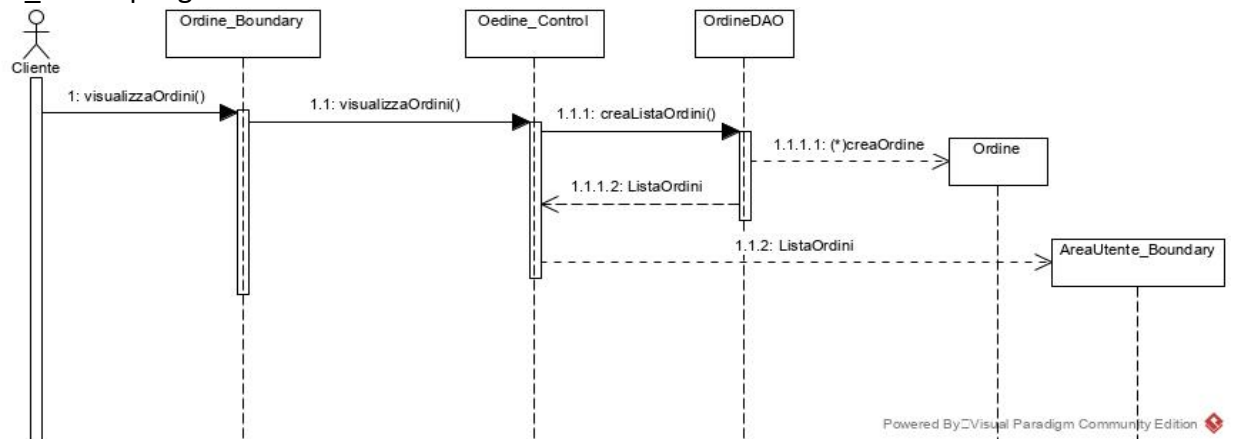 Ordine_Boundary
Oedine_Control
OrdineDAO
Cliente
1: visualizzaOrdini()
1.1: visualizzaOrdini()
1.1.1: creaListaOrdini()
1.1.1.1: (*)creaOrdine
Ordine
1.1.1.2: ListaOrdini
1.1.2: ListaOrdini
AreaUtente_Boundary
Powered By Visual Paradigm Community Edition